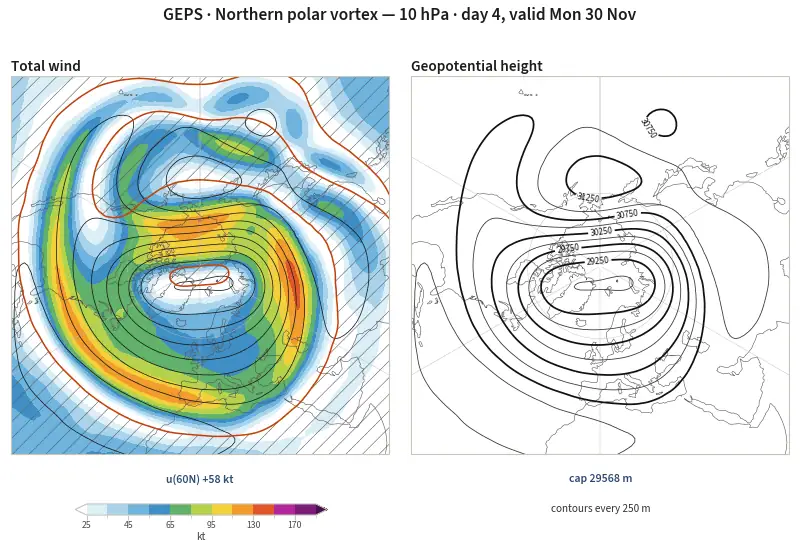 GEPS · Northern polar vortex — 10 hPa · day 4, valid Mon 30 Nov
Total wind
Geopotential height
30750
31250
30750
30250
29750
29250
u(60N) +58 kt
cap 29568 m
contours every 250 m
25 45 65 95 130 170
kt